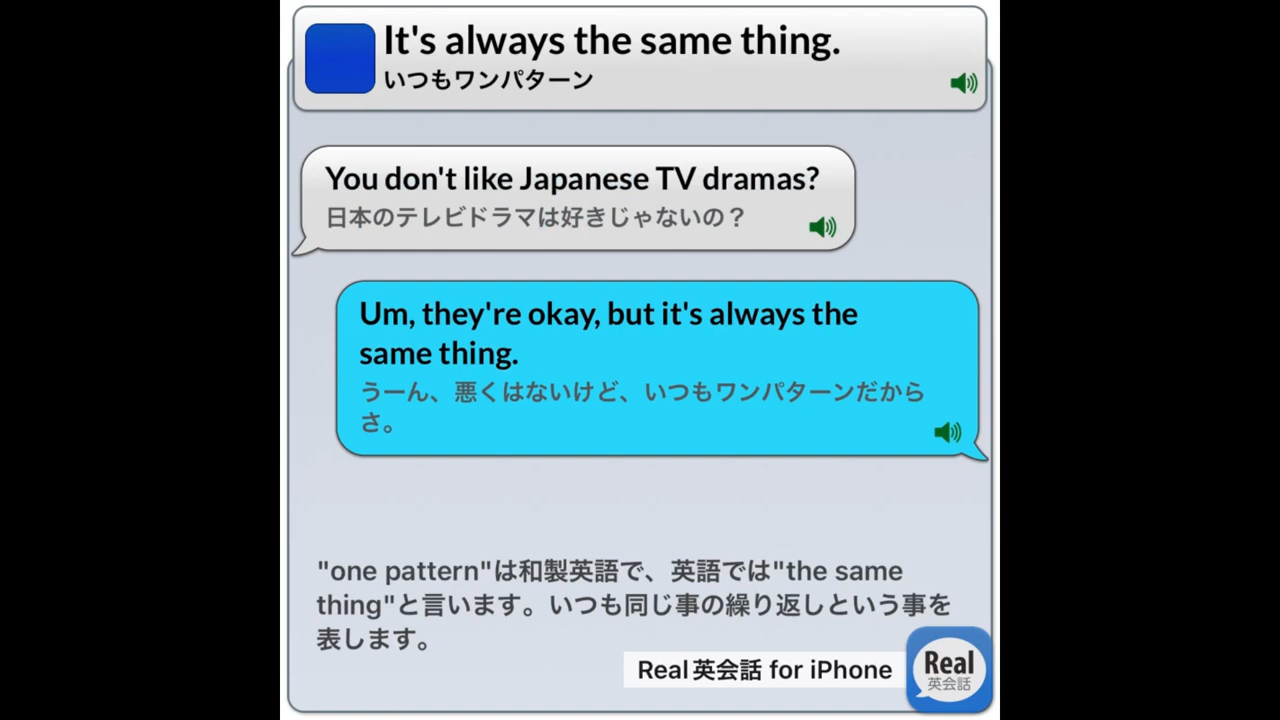 It's always the same thing.
いつもワンパターン
You don't like Japanese TV dramas?
日本のテレビドラマは好きじゃないの？
Um, they're okay, but it's always the
same thing.
うーん、悪くはないけど、いつもワンパターンだから
さ。
"one pattern"は和製英語で、英語では"the same
thing"と言います。いつも同じ事の繰り返しという事を
表します。
Real英会話 for iPhone
Real
英会話